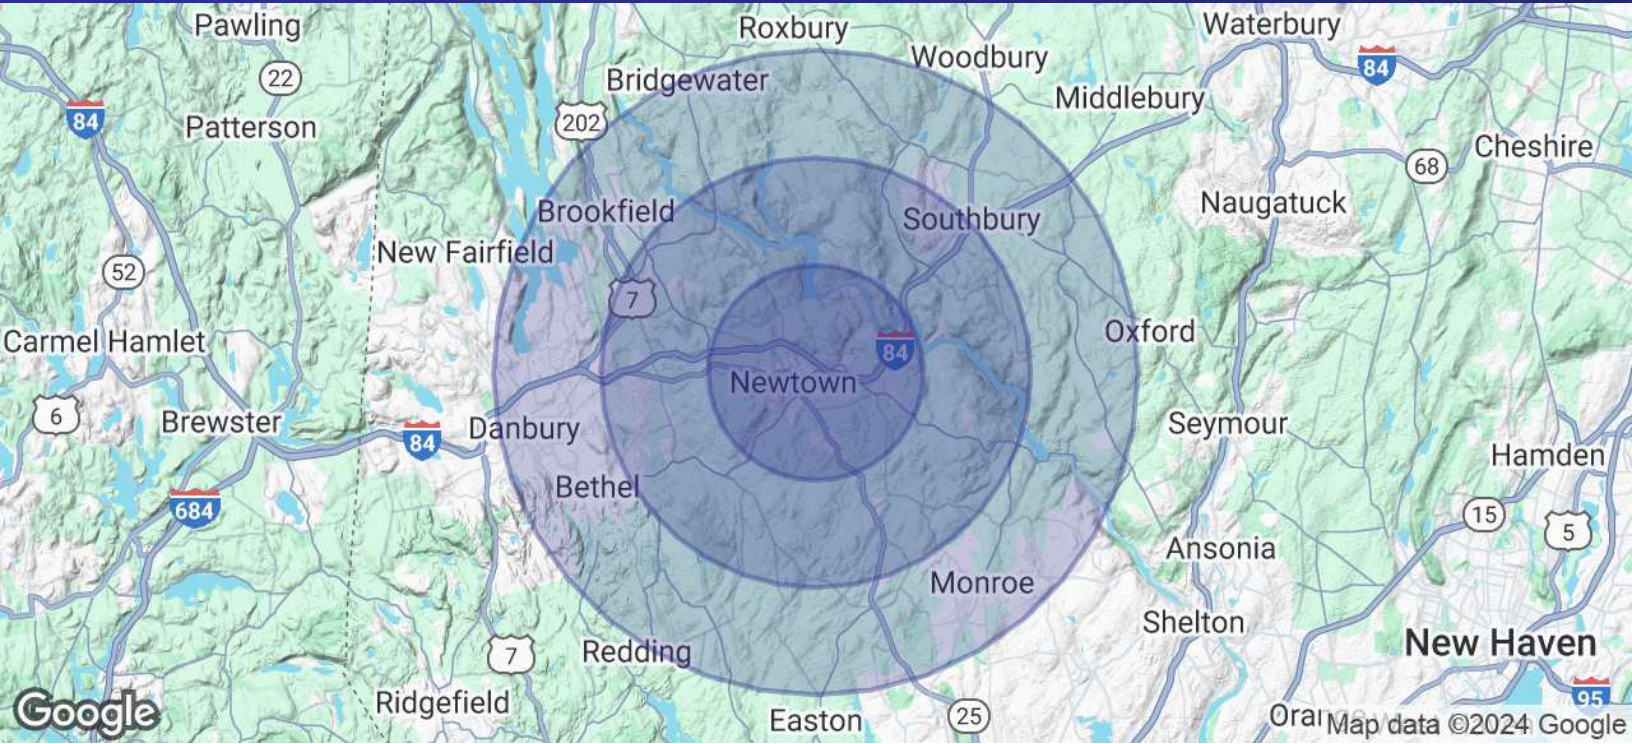 Pawling
Roxbury
Waterbury
Woodbury
84
22
Bridgewater
Middlebury
84
202
Patterson
Cheshire
68
Naugatuck
Brookfield
Southbury
New Fairfield
52
7
Oxford
Carmel Hamlet
84
Newtown
6
Brewster
Danbury
Seymour
84
Hamden
Bethel
684
15
5
Ansonia
Monroe
Shelton
New Haven
7
Redding
Ridgefield
95
Google
Easton
25
Map data ©2024 Google